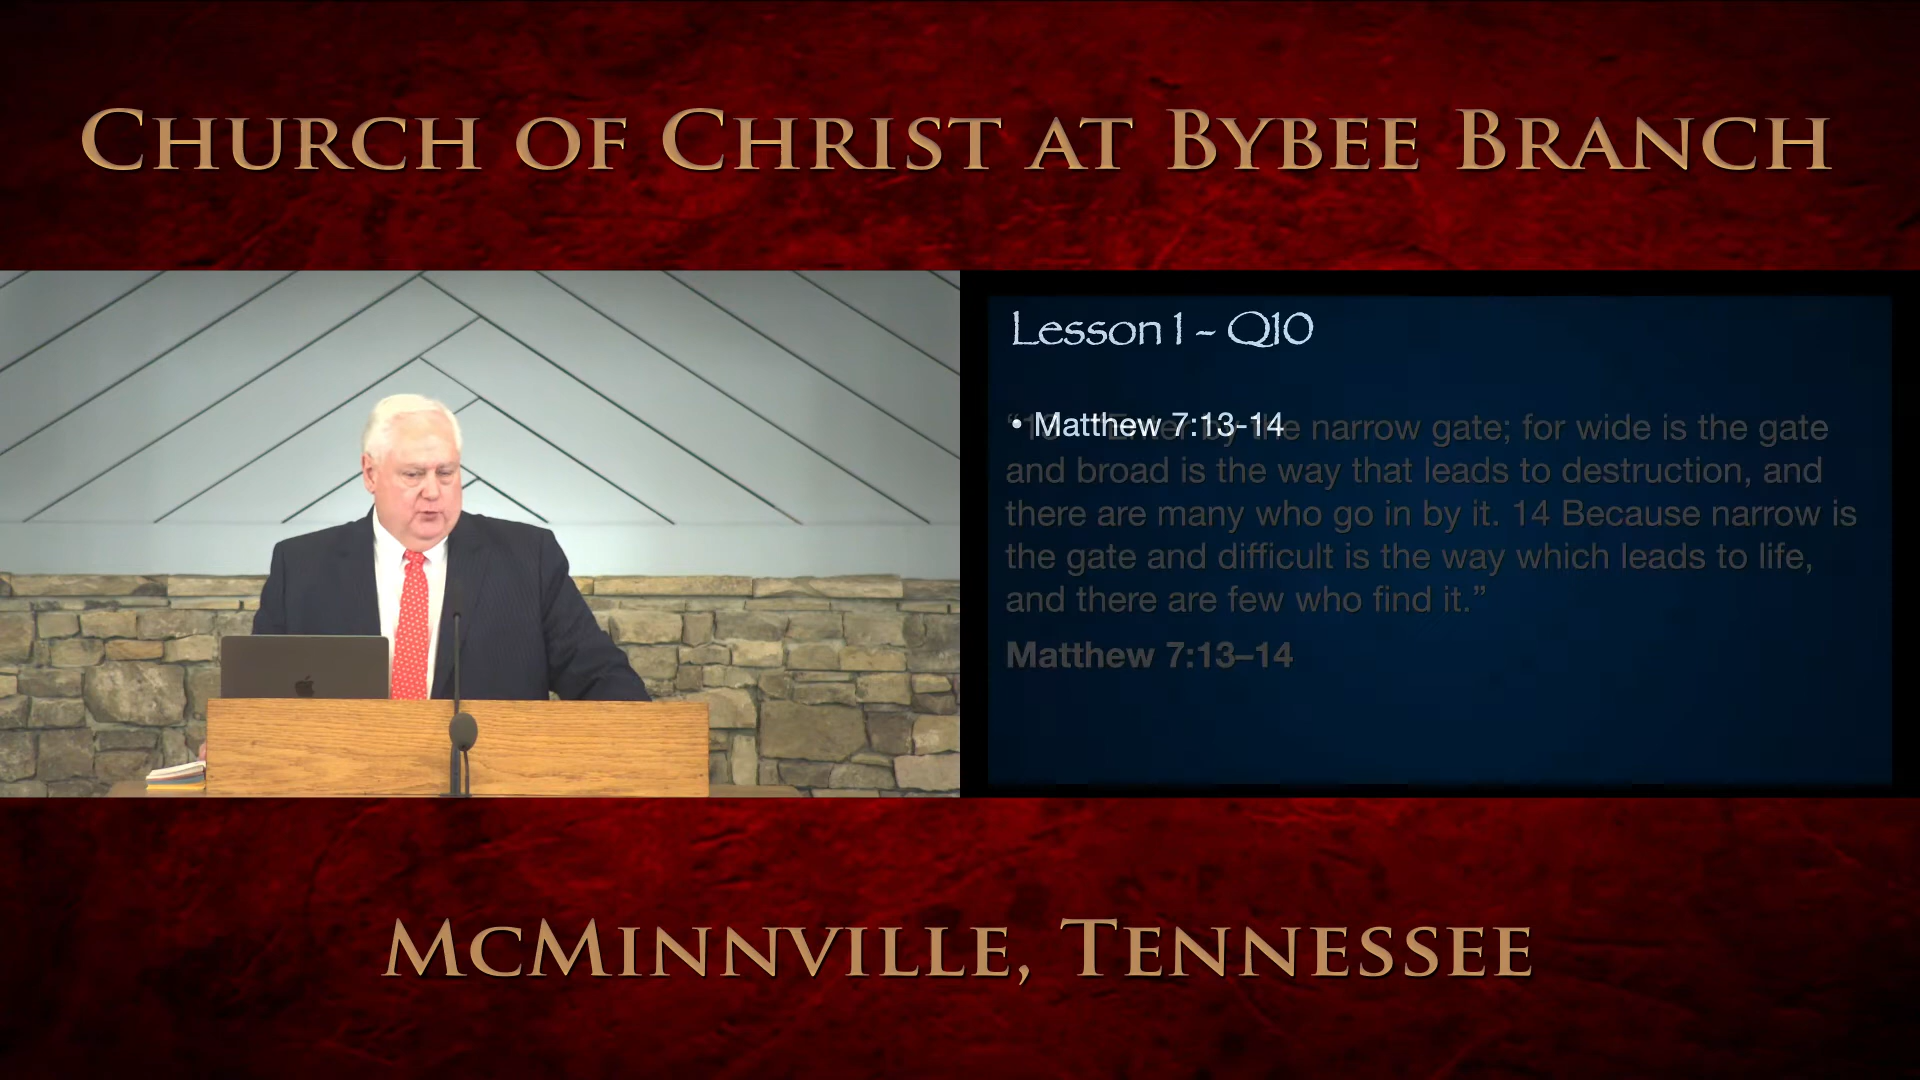 CHURCH OF CHRIST AT BYBEE BRANCH
Lesson 1 - Q10
• Matthew 7:13-14
the narrow gate; for wide is the gate
and broad is the way that leads to destruction, and
there are many who go in by it. 14 Because narrow is
the gate and difficult is the way which leads to life,
and there are few who find it.”
Matthew 7:13–14
MCMINNVILLE, TENNESSEE